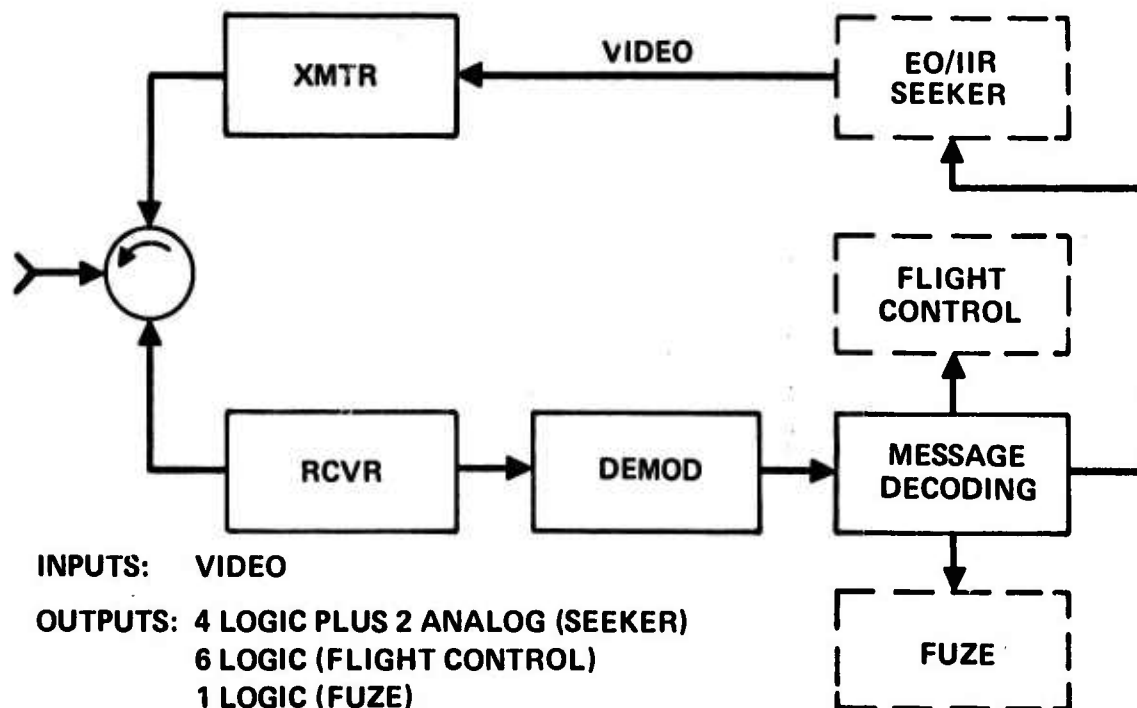 XMTR
VIDEO
EO/IIR
SEEKER
FLIGHT
CONTROL
RCVR
DEMOD
MESSAGE
DECODING
FUZE
INPUTS: VIDEO
OUTPUTS: 4 LOGIC PLUS 2 ANALOG (SEEKER)
6 LOGIC (FLIGHT CONTROL)
1 LOGIC (FUZE)